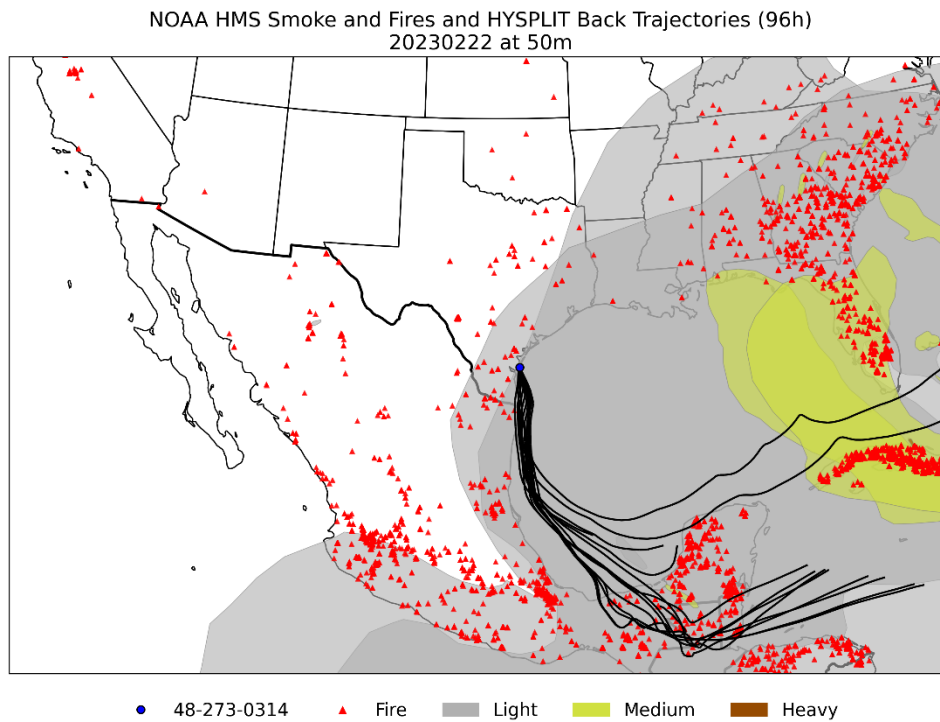 NOAA HMS Smoke and Fires and HYSPLIT Back Trajectories (96h)
20230222 at 50m
48-273-0314 Fire Light Medium Heavy